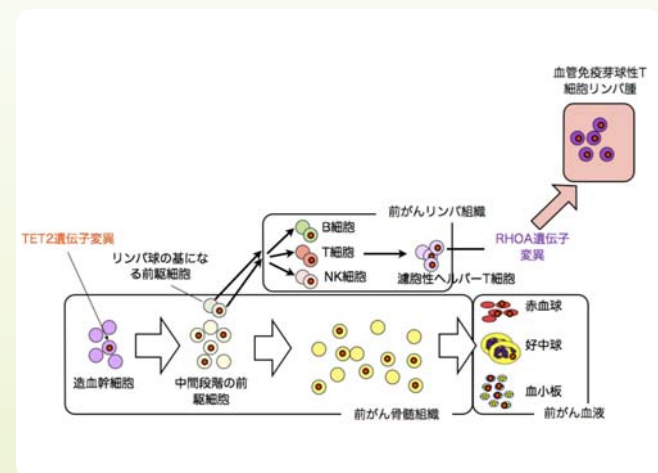 血管免疫芽球性T
細胞リンパ腫
前がんリンパ組織
B細胞
TET2遺伝子変異
リンパ球の基にな
る前駆細胞
T細胞
RHOA遺伝子
変異
NK細胞
濾胞性ヘルパーT細胞
赤血球
好中球
造血幹細胞
中間段階の前
駆細胞
血小板
前がん骨髄組織
前がん血液